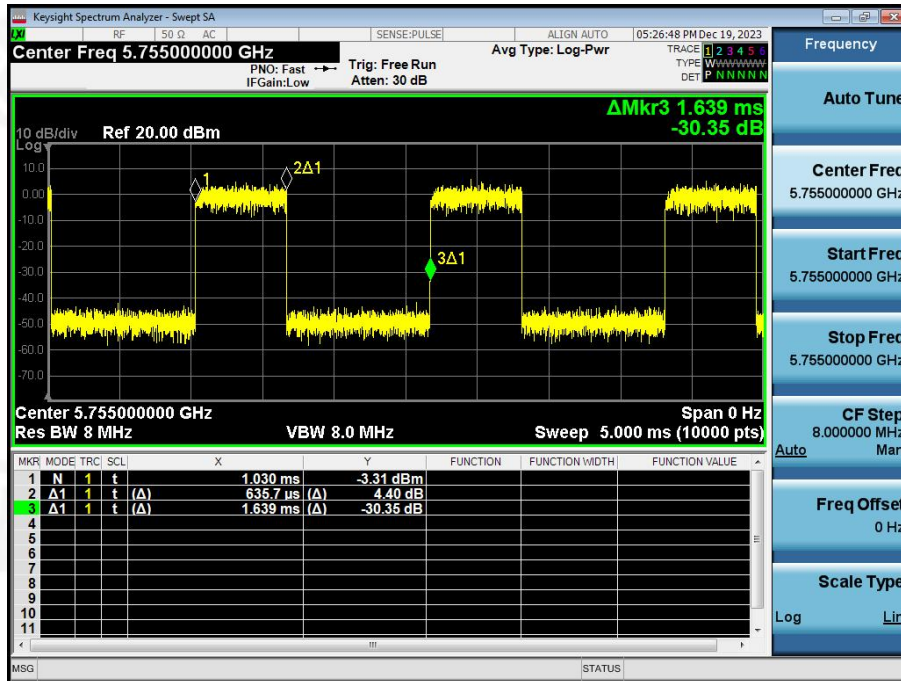 Keysight Spectrum Analyzer - Swept SA
LXI RF 50 Ω AC SENSE:PULSE ALIGN AUTO 05:26:48 PM Dec 19, 2023
Center Freq 5.755000000 GHz
PNO: Fast
IFGain:Low
Trig: Free Run
Atten: 30 dB
Avg Type: Log-Pwr
TRACE 1 2 3 4 5 6
TYPE WWWWWW
DET P N N N N N
ΔMkr3 1.639 ms
-30.35 dB
10 dB/div Ref 20.00 dBm
Log
10.0
0.00
-10.0
-20.0
-30.0
-40.0
-50.0
-60.0
-70.0
1
2Δ1
3Δ1
Center 5.755000000 GHz Span 0 Hz
Res BW 8 MHz VBW 8.0 MHz Sweep 5.000 ms (10000 pts)
MKR MODE TRC SCL X Y FUNCTION FUNCTION WIDTH FUNCTION VALUE
1 N 1 t 1.030 ms -3.31 dBm
2 Δ1 1 t (Δ) 635.7 µs (Δ) 4.40 dB
3 Δ1 1 t (Δ) 1.639 ms (Δ) -30.35 dB
4
5
6
7
8
9
10
11
MSG STATUS
Frequency
Auto Tune
Center Freq
5.755000000 GHz
Start Freq
5.755000000 GHz
Stop Freq
5.755000000 GHz
CF Step
8.000000 MHz
Auto Man
Freq Offset
0 Hz
Scale Type
Log Lin